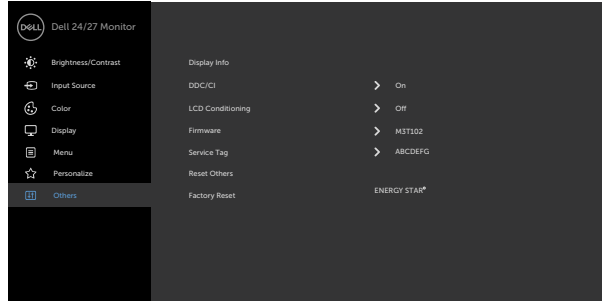 DELL Dell 24/27 Monitor
Brightness/Contrast Display Info
Input Source DDC/CI On
Color LCD Conditioning Off
Display Firmware M3T102
Menu Service Tag ABCDEFG
Personalize Reset Others
Others Factory Reset ENERGY STAR®